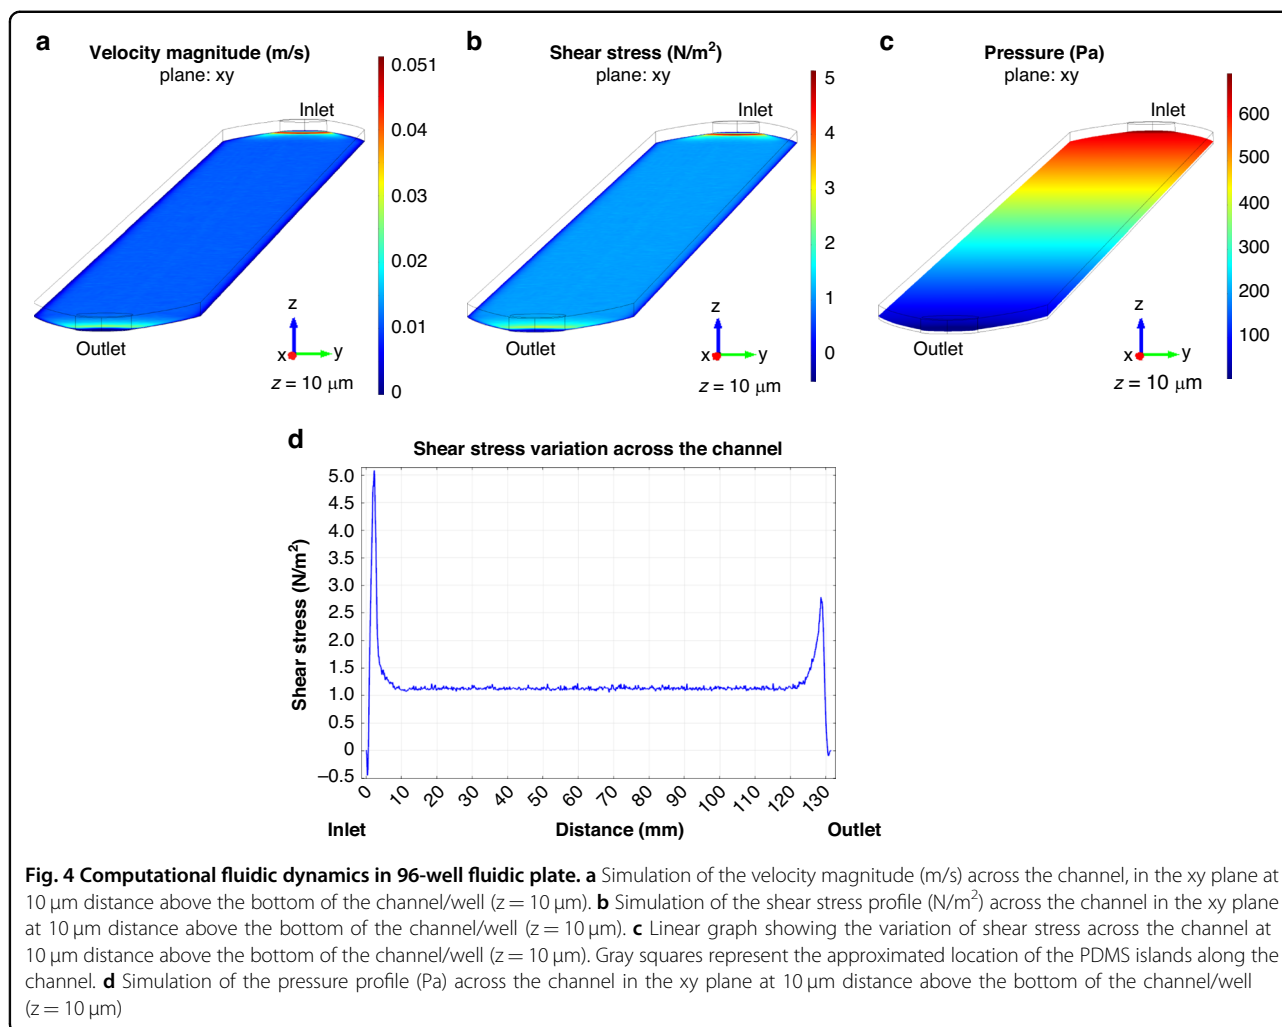 a
Velocity magnitude (m/s)
plane: xy
Inlet
0.051
0.04
0.03
0.02
0.01
0
Outlet
z
x
y
z = 10 µm
b
Shear stress (N/m²)
plane: xy
Inlet
5
4
3
2
1
0
Outlet
z
x
y
z = 10 µm
c
Pressure (Pa)
plane: xy
Inlet
600
500
400
300
200
100
Outlet
z
x
y
z = 10 µm
d
Shear stress variation across the channel
Shear stress (N/m²)
5.0
4.5
4.0
3.5
3.0
2.5
2.0
1.5
1.0
0.5
0
–0.5
0 10 20 30 40 50 60 70 80 90 100 110 120 130
Inlet Distance (mm) Outlet
Fig. 4 Computational fluidic dynamics in 96-well fluidic plate. a Simulation of the velocity magnitude (m/s) across the channel, in the xy plane at
10 µm distance above the bottom of the channel/well (z = 10 µm). b Simulation of the shear stress profile (N/m²) across the channel in the xy plane
at 10 µm distance above the bottom of the channel/well (z = 10 µm). c Linear graph showing the variation of shear stress across the channel at
10 µm distance above the bottom of the channel/well (z = 10 µm). Gray squares represent the approximated location of the PDMS islands along the
channel. d Simulation of the pressure profile (Pa) across the channel in the xy plane at 10 µm distance above the bottom of the channel/well
(z = 10 µm)